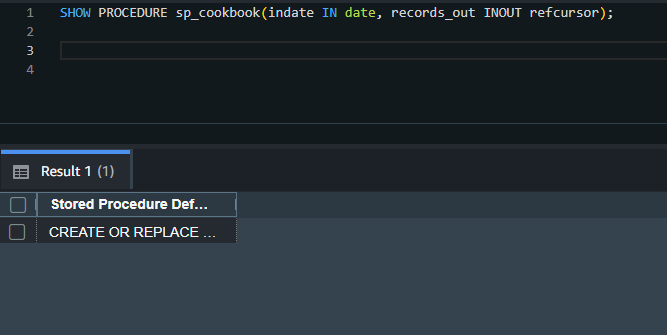 1 SHOW PROCEDURE sp_cookbook(indate IN date, records_out INOUT refcursor);
2
3
4
Result 1 (1)
Stored Procedure Def...
CREATE OR REPLACE ...